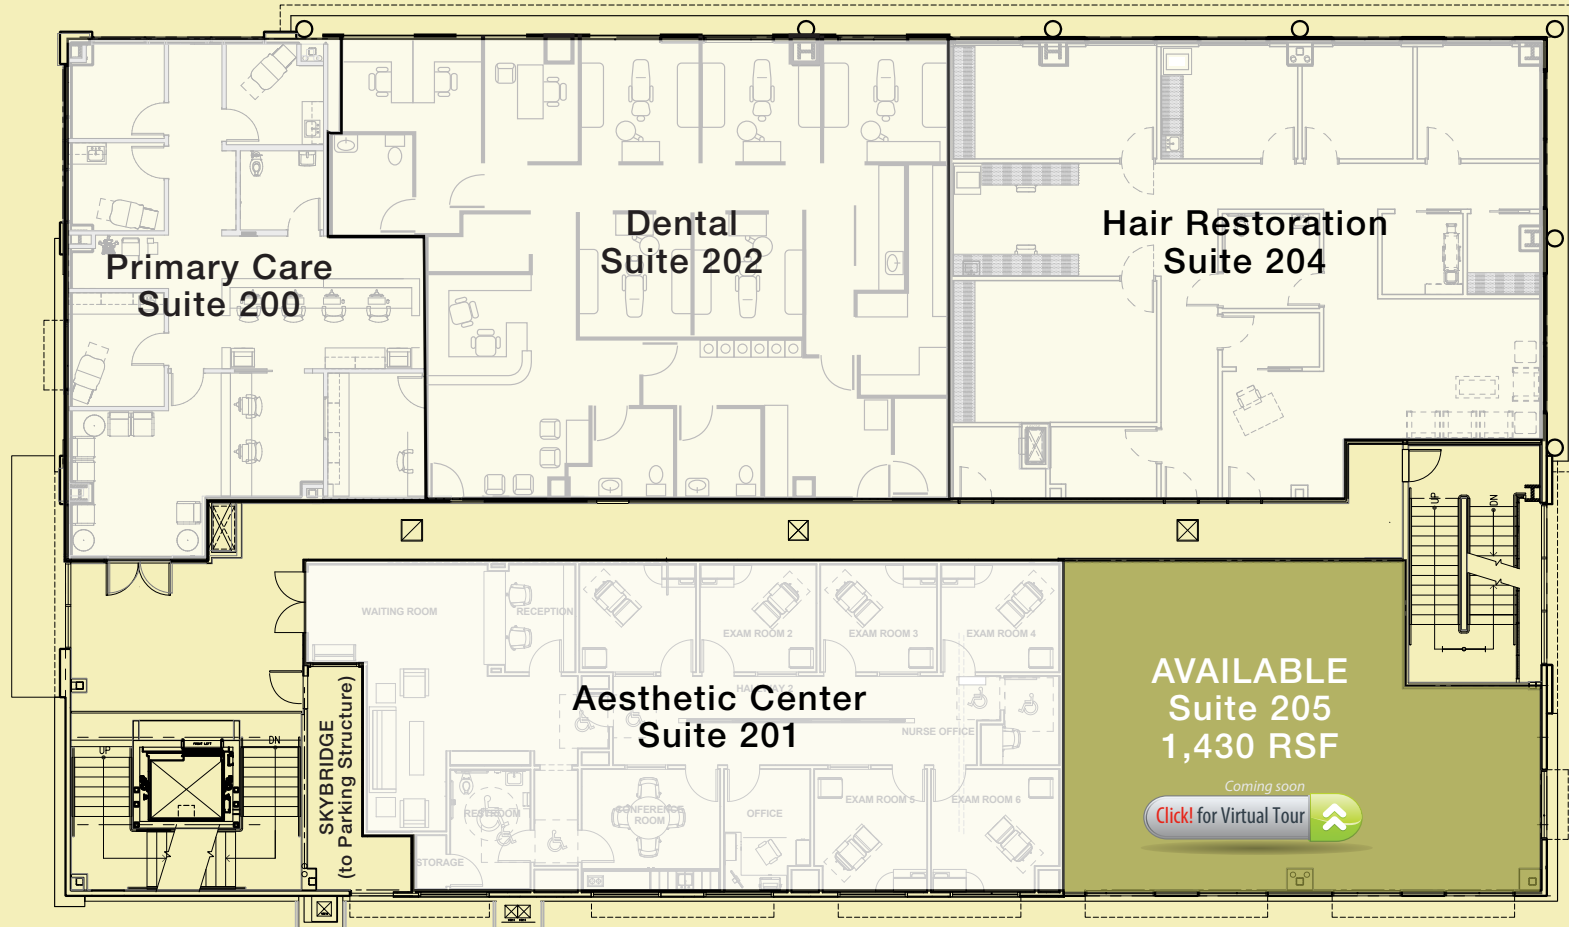 Primary Care
Suite 200
Dental
Suite 202
Hair Restoration
Suite 204
UP
DN
WAITING ROOM
RECEPTION
EXAM ROOM 2
EXAM ROOM 3
EXAM ROOM 4
Aesthetic Center
Suite 201
NURSE OFFICE
AVAILABLE
Suite 205
1,430 RSF
Coming soon
Click! for Virtual Tour
SKYBRIDGE
(to Parking Structure)
UP
DN
RESTROOM
CONFERENCE
ROOM
OFFICE
EXAM ROOM 5
EXAM ROOM 6
STORAGE